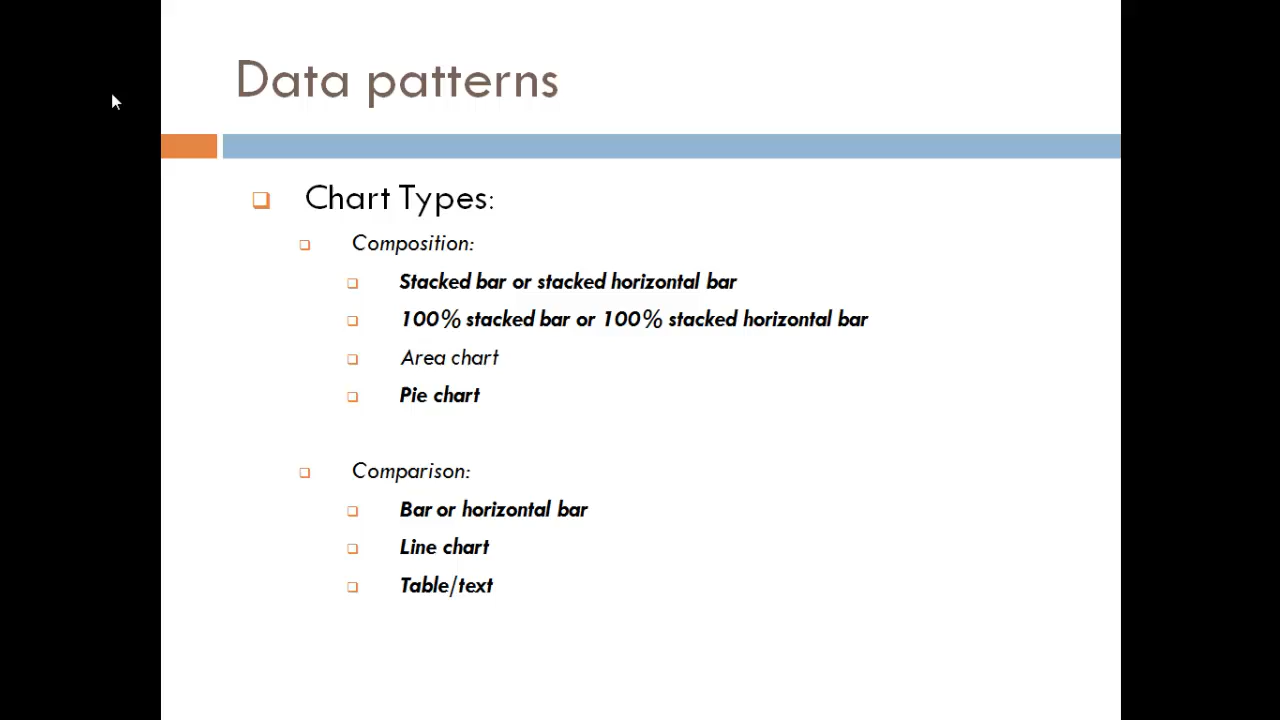 Data patterns
Chart Types:
Composition:
Stacked bar or stacked horizontal bar
100% stacked bar or 100% stacked horizontal bar
Area chart
Pie chart
Comparison:
Bar or horizontal bar
Line chart
Table/text